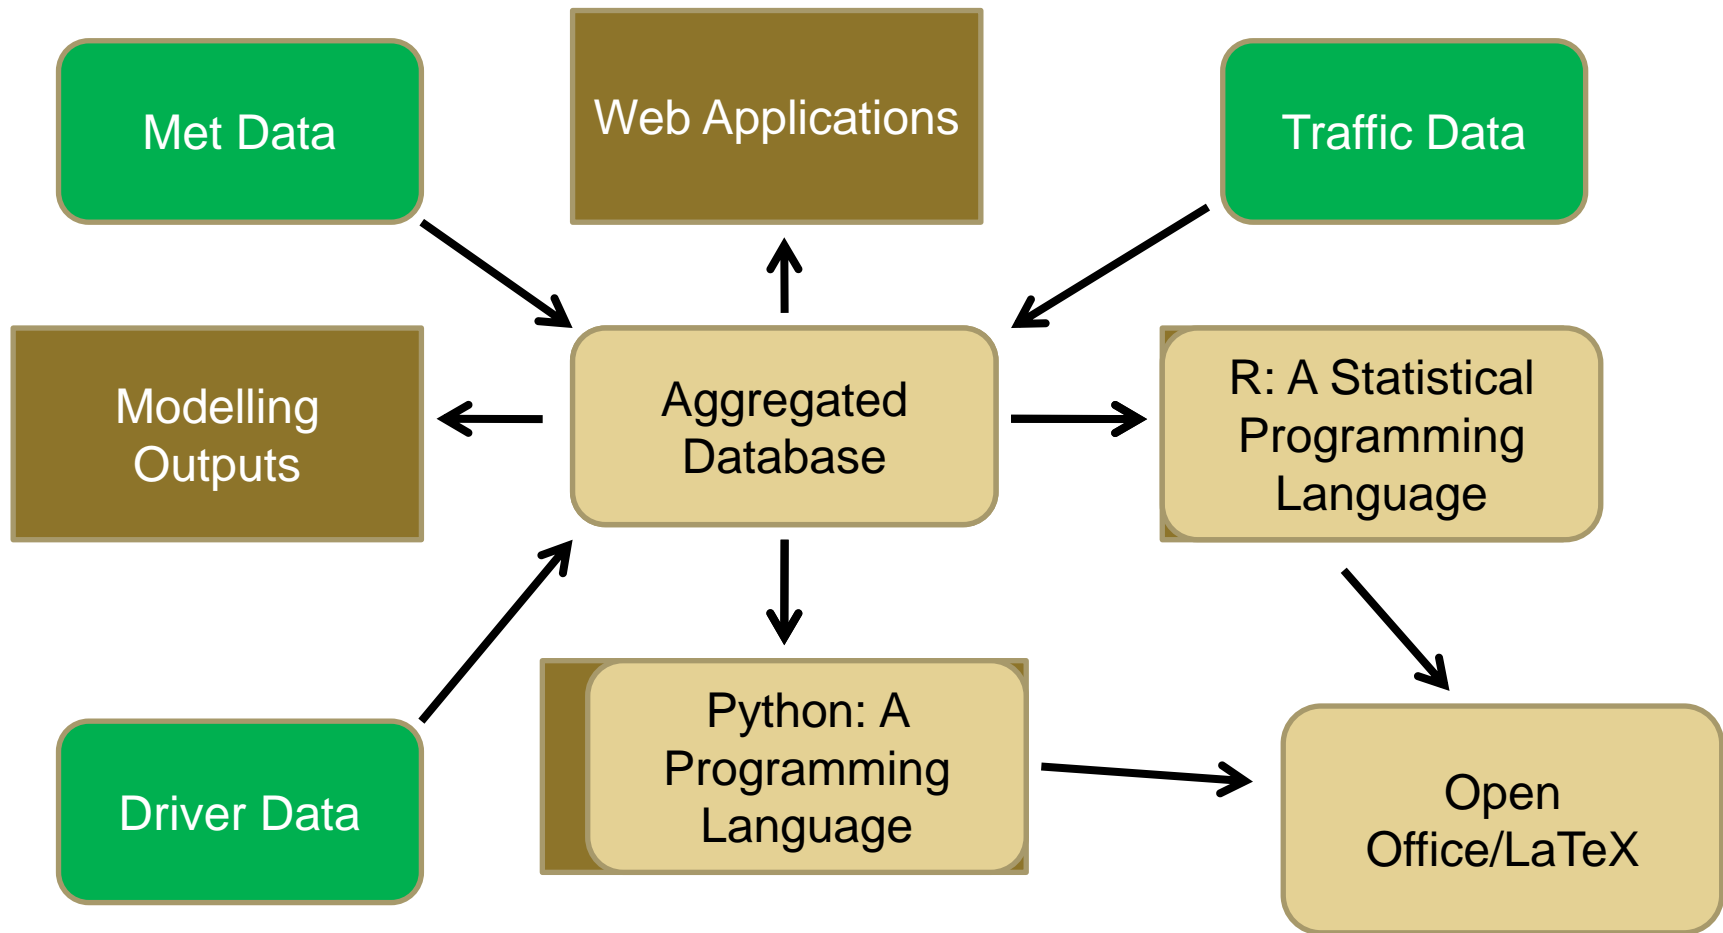 Met Data
Web Applications
Traffic Data
Modelling
Outputs
Aggregated
Database
R: A Statistical
Programming
Language
Driver Data
Python: A
Programming
Language
Open
Office/LaTeX